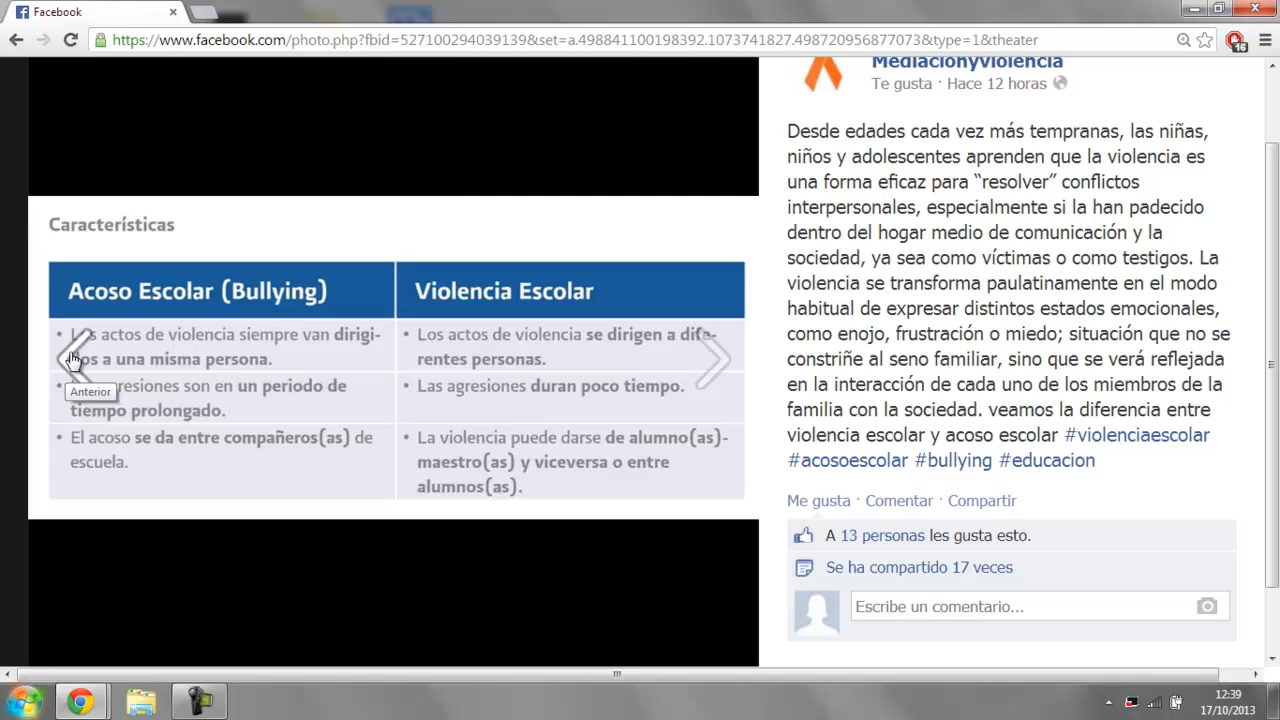 Facebook
https://www.facebook.com/photo.php?fbid=527100294039139&set=a.498841100198392.1073741827.498720956877073&type=1&theater
16
Mediacionyviolencia
Te gusta · Hace 12 horas
Desde edades cada vez más tempranas, las niñas,
niños y adolescentes aprenden que la violencia es
una forma eficaz para “resolver” conflictos
interpersonales, especialmente si la han padecido
dentro del hogar medio de comunicación y la
sociedad, ya sea como víctimas o como testigos. La
violencia se transforma paulatinamente en el modo
habitual de expresar distintos estados emocionales,
como enojo, frustración o miedo; situación que no se
constriñe al seno familiar, sino que se verá reflejada
en la interacción de cada uno de los miembros de la
familia con la sociedad. veamos la diferencia entre
violencia escolar y acoso escolar #violenciaescolar
#acosoescolar #bullying #educacion
Me gusta · Comentar · Compartir
A 13 personas les gusta esto.
Se ha compartido 17 veces
Escribe un comentario...
Características
Acoso Escolar (Bullying)
• Los actos de violencia siempre van dirigi-
dos a una misma persona.
• agresiones son en un periodo de
tiempo prolongado.
• El acoso se da entre compañeros(as) de
escuela.
Violencia Escolar
• Los actos de violencia se dirigen a dife-
rentes personas.
• Las agresiones duran poco tiempo.
• La violencia puede darse de alumno(as)-
maestro(as) y viceversa o entre
alumnos(as).
Anterior
12:39
17/10/2013